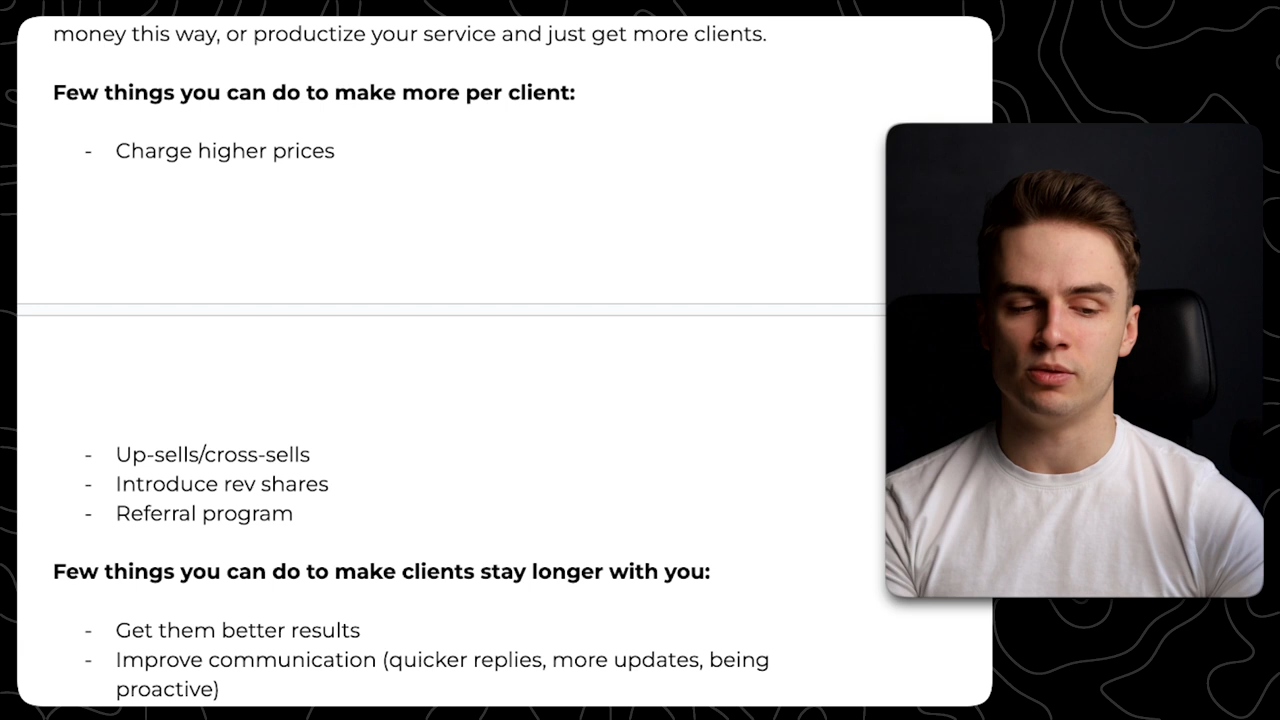 money this way, or productize your service and just get more clients.
Few things you can do to make more per client:
- Charge higher prices
- Up-sells/cross-sells
- Introduce rev shares
- Referral program
Few things you can do to make clients stay longer with you:
- Get them better results
- Improve communication (quicker replies, more updates, being
proactive)